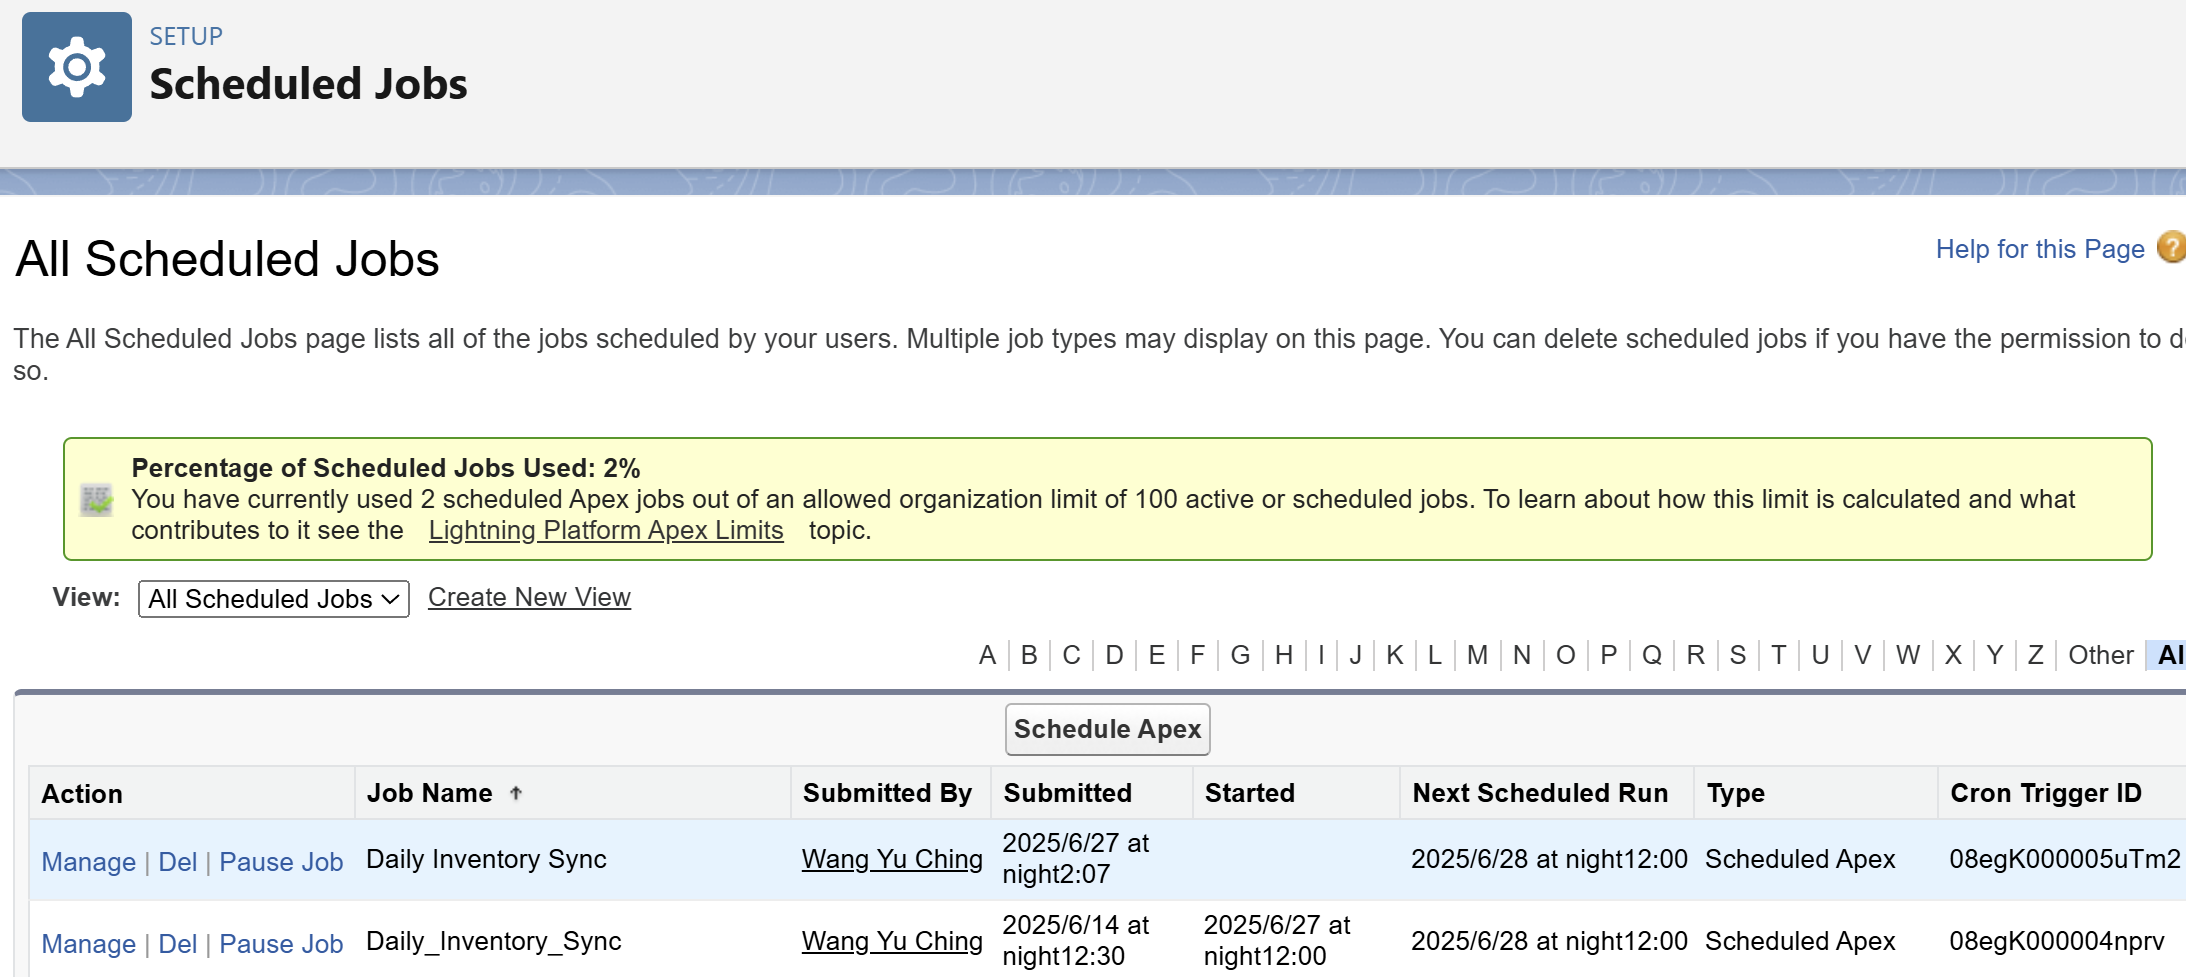 SETUP
Scheduled Jobs
All Scheduled Jobs
Help for this Page ?
The All Scheduled Jobs page lists all of the jobs scheduled by your users. Multiple job types may display on this page. You can delete scheduled jobs if you have the permission to d
so.
Percentage of Scheduled Jobs Used: 2%
You have currently used 2 scheduled Apex jobs out of an allowed organization limit of 100 active or scheduled jobs. To learn about how this limit is calculated and what
contributes to it see the Lightning Platform Apex Limits topic.
View: All Scheduled Jobs Create New View
A | B | C | D | E | F | G | H | I | J | K | L | M | N | O | P | Q | R | S | T | U | V | W | X | Y | Z | Other | Al
Schedule Apex
Action Job Name ↑ Submitted By Submitted Started Next Scheduled Run Type Cron Trigger ID
Manage | Del | Pause Job Daily Inventory Sync Wang Yu Ching 2025/6/27 at night2:07 2025/6/28 at night12:00 Scheduled Apex 08egK000005uTm2
Manage | Del | Pause Job Daily_Inventory_Sync Wang Yu Ching 2025/6/14 at night12:30 2025/6/27 at night12:00 2025/6/28 at night12:00 Scheduled Apex 08egK000004nprv